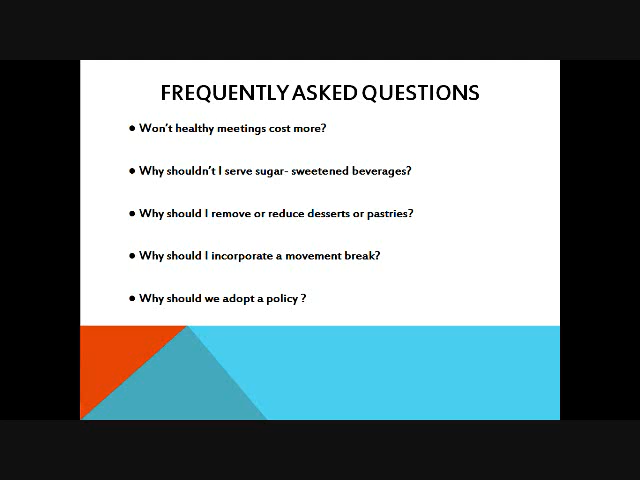 FREQUENTLY ASKED QUESTIONS
● Won't healthy meetings cost more?
● Why shouldn't I serve sugar- sweetened beverages?
● Why should I remove or reduce desserts or pastries?
● Why should I incorporate a movement break?
● Why should we adopt a policy ?